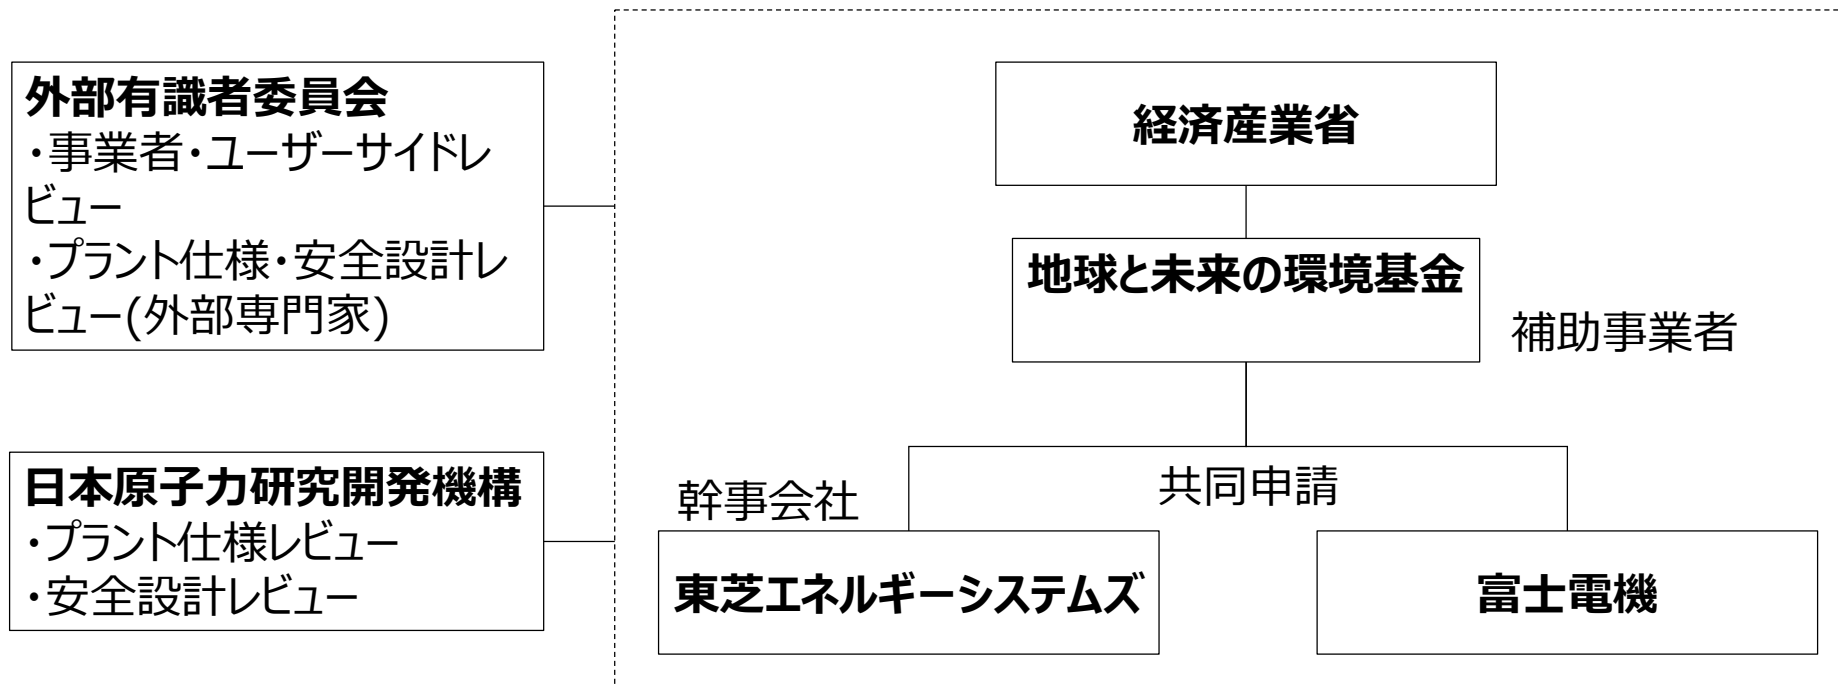 外部有識者委員会
・事業者・ユーザーサイドレ
ビュー
・プラント仕様・安全設計レ
ビュー(外部専門家)
日本原子力研究開発機構
・プラント仕様レビュー
・安全設計レビュー
経済産業省
地球と未来の環境基金
補助事業者
共同申請
幹事会社
東芝エネルギーシステムズ
富士電機